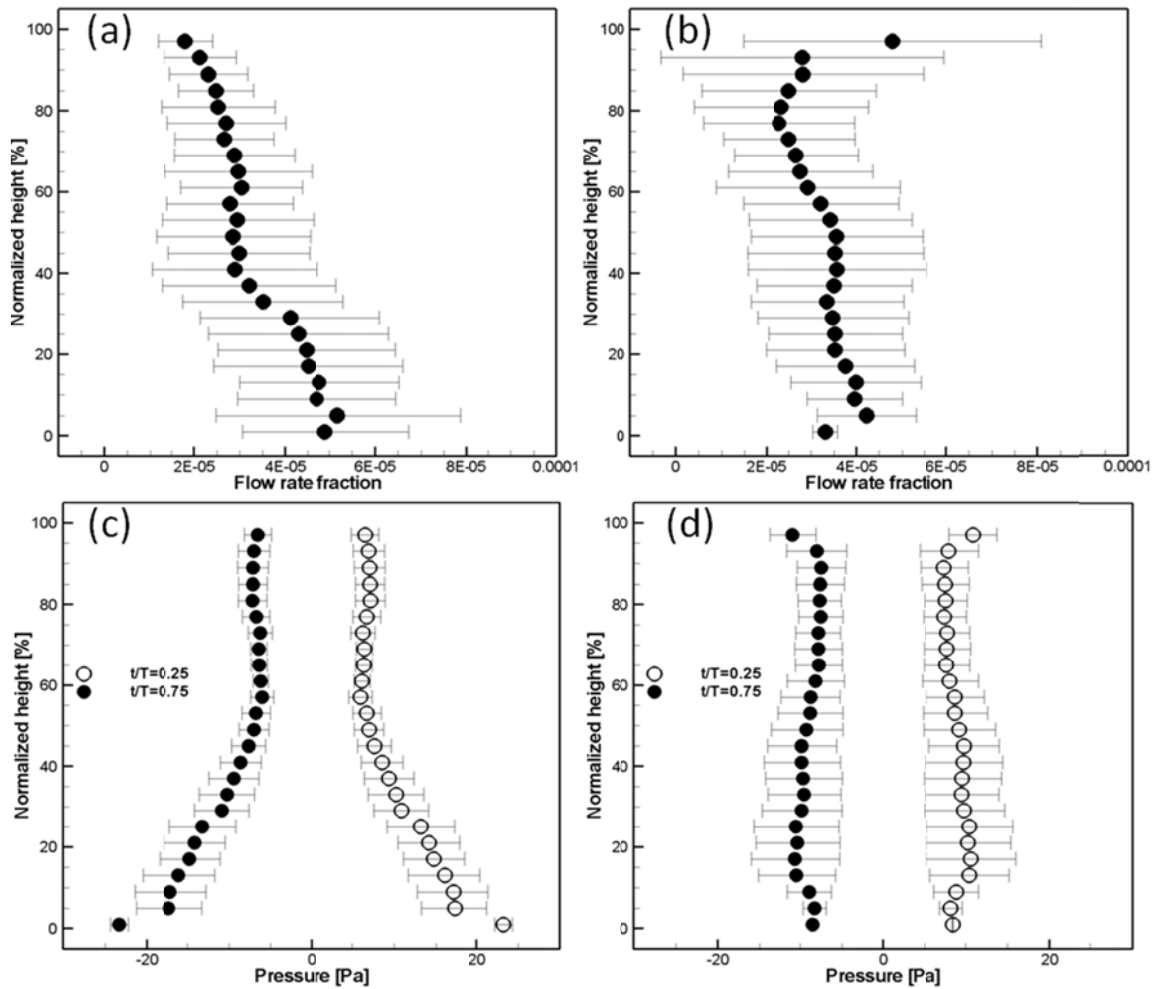 (a)
100
80
60
40
20
0
Normalized height [%]
0
2E-05
4E-05
6E-05
8E-05
0.0001
Flow rate fraction
(b)
100
80
60
40
20
0
Normalized height [%]
0
2E-05
4E-05
6E-05
8E-05
0.0001
Flow rate fraction
(c)
100
80
60
40
20
0
Normalized height [%]
t/T=0.25
t/T=0.75
-20
0
20
Pressure [Pa]
(d)
100
80
60
40
20
0
Normalized height [%]
t/T=0.25
t/T=0.75
-20
0
20
Pressure [Pa]